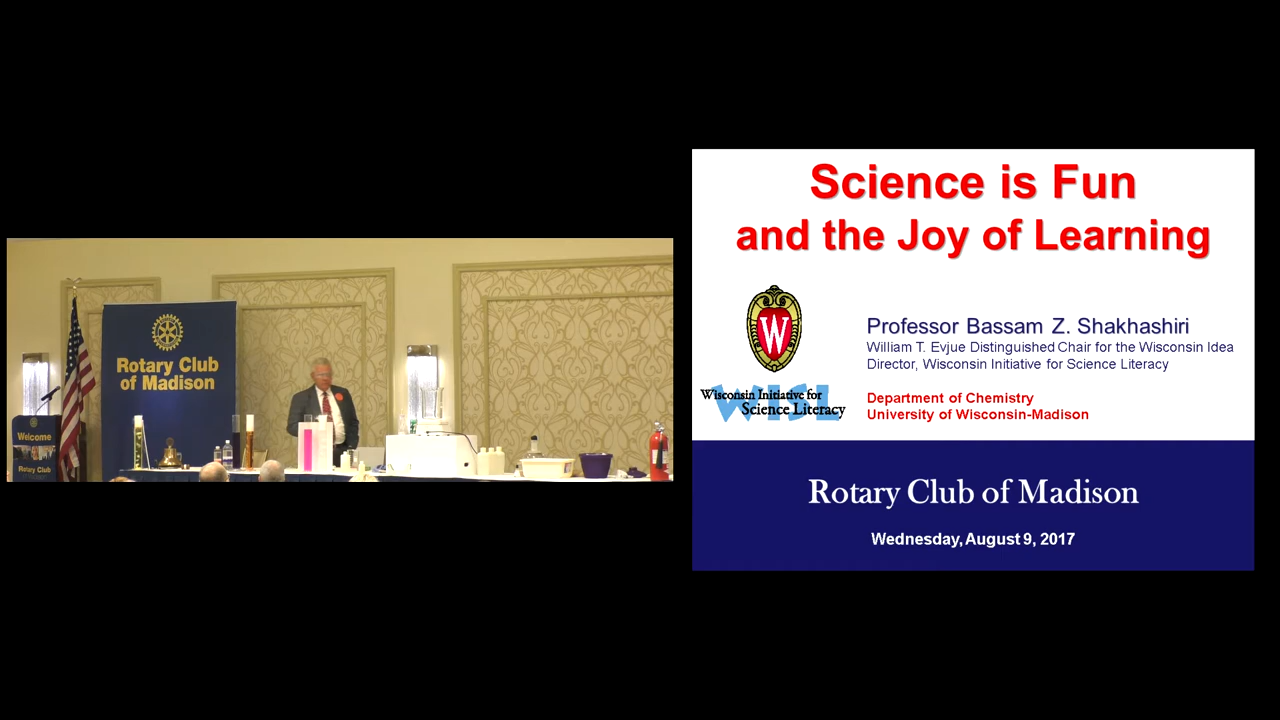 Rotary Club
of Madison
Welcome
Rotary Club
Science is Fun
and the Joy of Learning
W
Professor Bassam Z. Shakhashiri
William T. Evjue Distinguished Chair for the Wisconsin Idea
Director, Wisconsin Initiative for Science Literacy
WISL
Wisconsin Initiative for
Science Literacy
Department of Chemistry
University of Wisconsin-Madison
Rotary Club of Madison
Wednesday, August 9, 2017